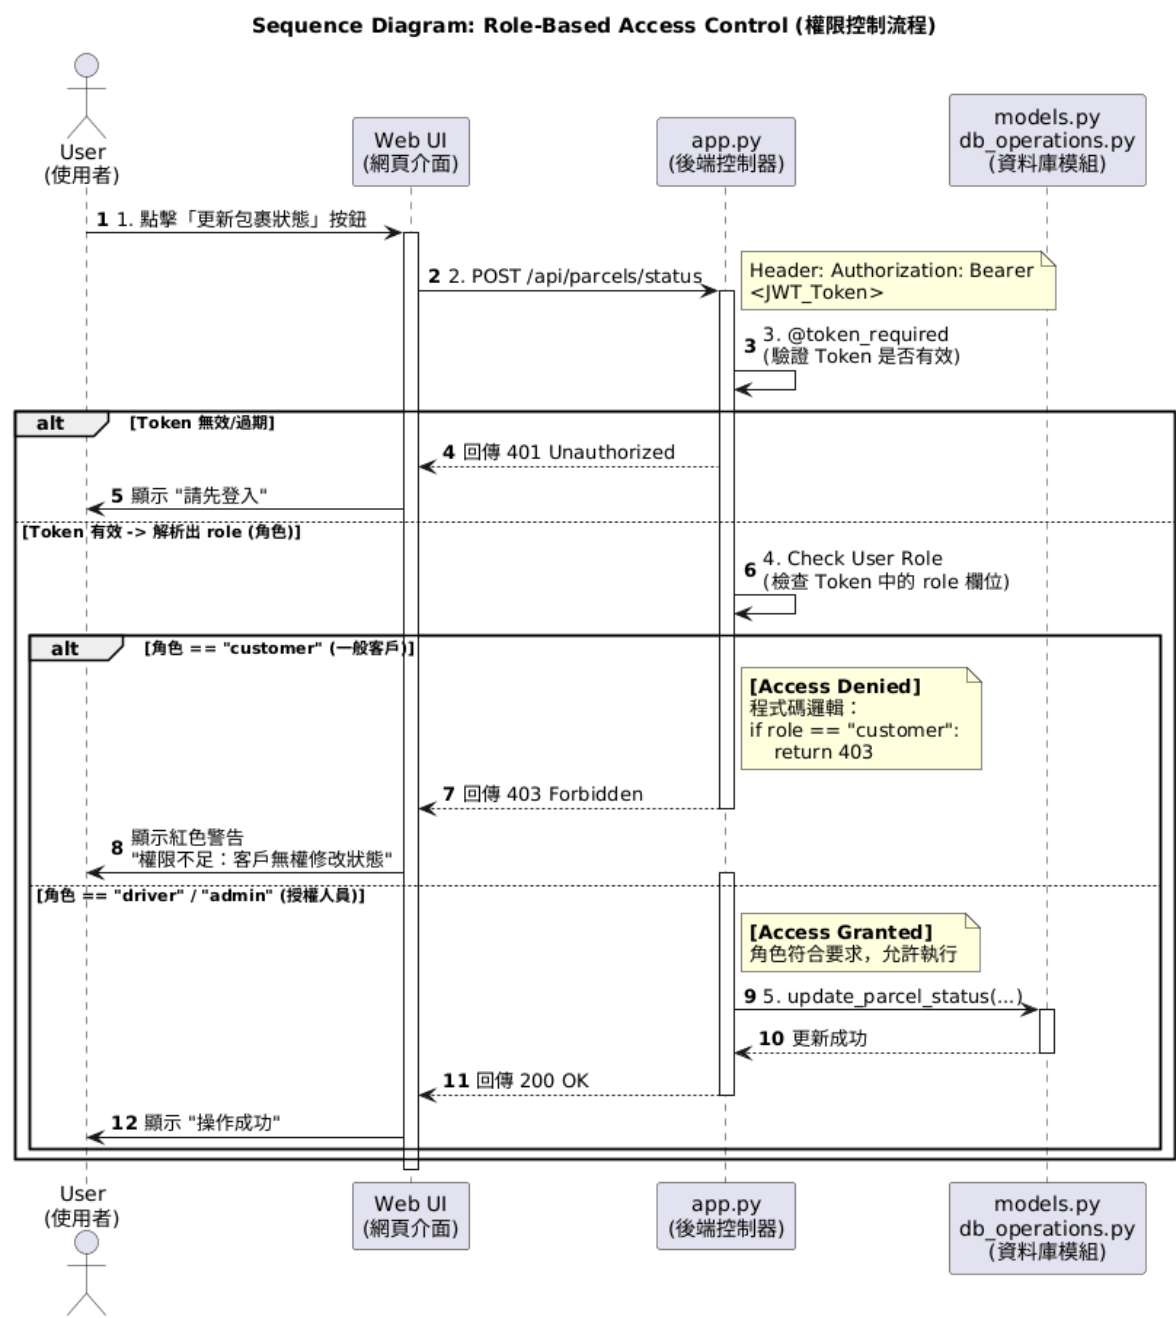 Sequence Diagram: Role-Based Access Control (權限控制流程)
User
(使用者)
Web UI
(網頁介面)
app.py
(後端控制器)
models.py
db_operations.py
(資料庫模組)
1 1. 點擊「更新包裹狀態」按鈕
2 2. POST /api/parcels/status
Header: Authorization: Bearer
<JWT_Token>
3 3. @token_required
(驗證 Token 是否有效)
alt [Token 無效/過期]
4 回傳 401 Unauthorized
5 顯示 "請先登入"
[Token 有效 -> 解析出 role (角色)]
6 4. Check User Role
(檢查 Token 中的 role 欄位)
alt [角色 == "customer" (一般客戶)]
[Access Denied]
程式碼邏輯：
if role == "customer":
return 403
7 回傳 403 Forbidden
8 顯示紅色警告
"權限不足：客戶無權修改狀態"
[角色 == "driver" / "admin" (授權人員)]
[Access Granted]
角色符合要求，允許執行
9 5. update_parcel_status(...)
10 更新成功
11 回傳 200 OK
12 顯示 "操作成功"
User
(使用者)
Web UI
(網頁介面)
app.py
(後端控制器)
models.py
db_operations.py
(資料庫模組)